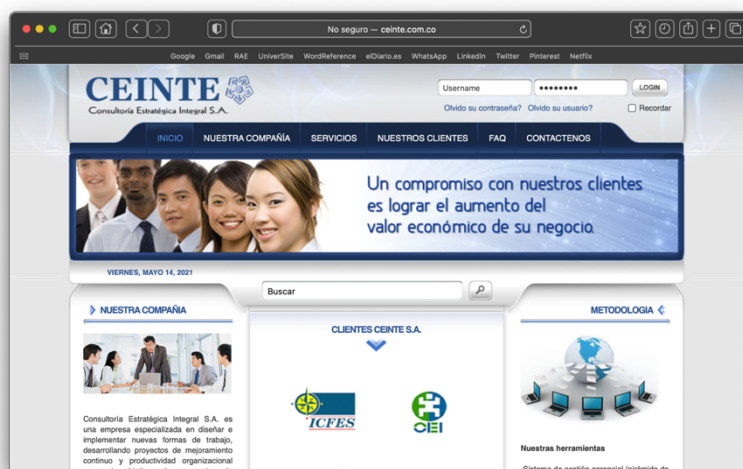 No seguro — ceinte.com.co
Google Gmail RAE UniverSite WordReference elDiario.es WhatsApp LinkedIn Twitter Pinterest Netflix
CEINTE
Consultoría Estratégica Integral S.A.
Username
LOGIN
Olvido su contraseña? Olvido su usuario? Recordar
INICIO NUESTRA COMPAÑÍA SERVICIOS NUESTROS CLIENTES FAQ CONTACTENOS
Un compromiso con nuestros clientes
es lograr el aumento del
valor económico de su negocio.
VIERNES, MAYO 14, 2021
Buscar
NUESTRA COMPAÑIA
Consultoría Estratégica Integral S.A. es
una empresa especializada en diseñar e
implementar nuevas formas de trabajo,
desarrollando proyectos de mejoramiento
continuo y productividad organizacional
CLIENTES CEINTE S.A.
ICFES
OEI
METODOLOGIA
Nuestras herramientas